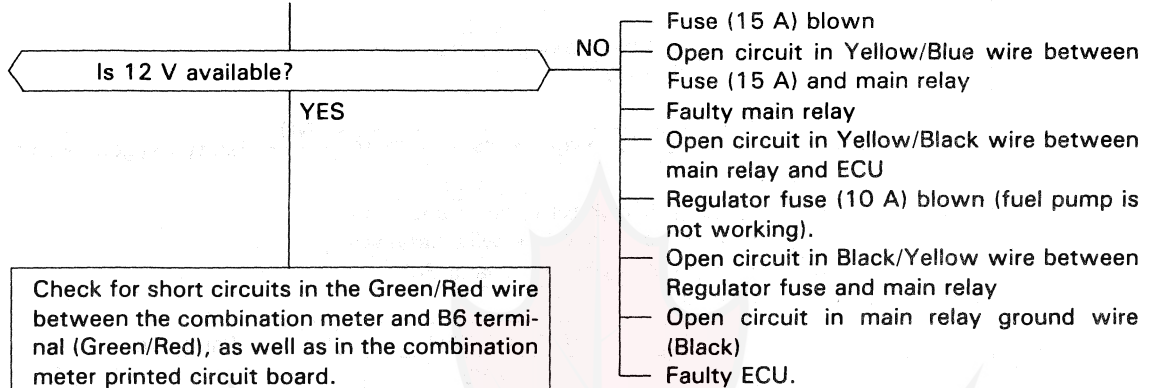 Is 12 V available?
NO
YES
Fuse (15 A) blown
Open circuit in Yellow/Blue wire between
Fuse (15 A) and main relay
Faulty main relay
Open circuit in Yellow/Black wire between
main relay and ECU
Regulator fuse (10 A) blown (fuel pump is
not working).
Open circuit in Black/Yellow wire between
Regulator fuse and main relay
Open circuit in main relay ground wire
(Black)
Faulty ECU.
Check for short circuits in the Green/Red wire
between the combination meter and B6 termi-
nal (Green/Red), as well as in the combination
meter printed circuit board.